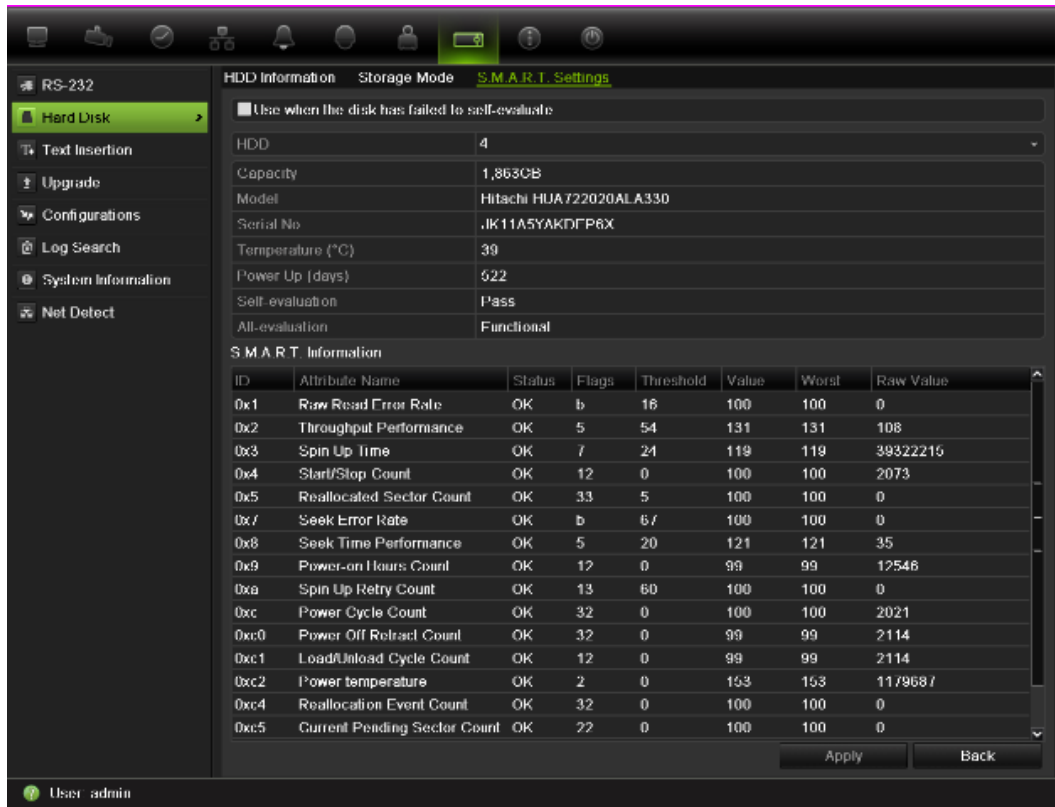 HDD Information Storage Mode S.M.A.R.T. Settings
RS-232
Hard Disk
Text Insertion
Upgrade
Configurations
Log Search
System Information
Net Detect
Use when the disk has failed to self-evaluate
HDD 4
Capacity 1,863GB
Model Hitachi HUA722020ALA330
Serial No.
Temperature (°C) 39
Power Up (days) 522
Self-evaluation Pass
All-evaluation Functional
S.M.A.R.T. Information
ID Attribute Name Status Flags Threshold Value Worst Raw Value
0x1 Raw Read Error Rate OK b 16 100 100 0
0x2 Throughput Performance OK 5 54 131 131 108
0x3 Spin Up Time OK 7 24 119 119 39322215
0x4 Start/Stop Count OK 12 0 100 100 2073
0x5 Reallocated Sector Count OK 33 5 100 100 0
0x7 Seek Error Rate OK b 67 100 100 0
0x8 Seek Time Performance OK 5 20 121 121 35
0x9 Power-on Hours Count OK 12 0 99 99 12546
0xa Spin Up Retry Count OK 13 60 100 100 0
0xc Power Cycle Count OK 32 0 100 100 2021
0xc0 Power Off Retract Count OK 32 0 99 99 2114
0xc1 Load/Unload Cycle Count OK 12 0 99 99 2114
0xc2 Power temperature OK 2 0 153 153 1179687
0xc4 Reallocation Event Count OK 32 0 100 100 0
0xc5 Current Pending Sector Count OK 22 0 100 100 0
Apply Back
User: admin